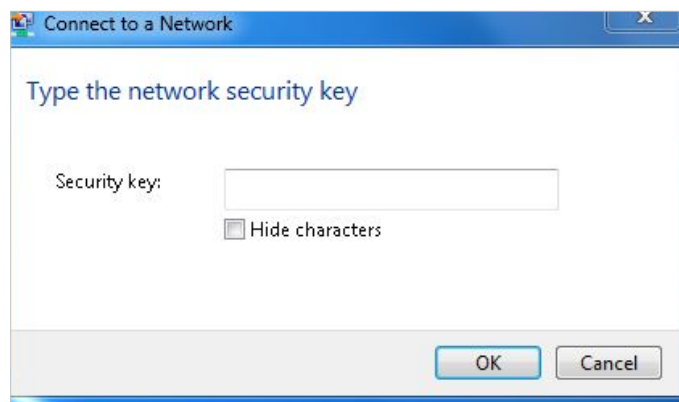 Connect to a Network
X
Type the network security key
Security key:
Hide characters
OK Cancel